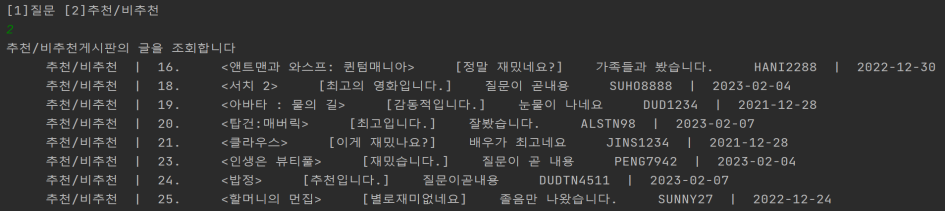 [1]질문 [2]추천/비추천
2
추천/비추천게시판의 글을 조회합니다
추천/비추천 | 16. <앤트맨과 와스프: 퀀텀매니아> [정말 재밌네요?] 가족들과 봤습니다. HANI2288 | 2022-12-30
추천/비추천 | 18. <서치 2> [최고의 영화입니다.] 질문이 곧내용 SUHO8888 | 2023-02-04
추천/비추천 | 19. <아바타 : 물의 길> [감동적입니다.] 눈물이 나네요 DUD1234 | 2021-12-28
추천/비추천 | 20. <탑건:매버릭> [최고입니다.] 잘봤습니다. ALSTN98 | 2023-02-07
추천/비추천 | 21. <클라우스> [이게 재밌나요?] 배우가 최고네요 JINS1234 | 2021-12-28
추천/비추천 | 23. <인생은 뷰티풀> [재밌습니다.] 질문이 곧 내용 PENG7942 | 2023-02-04
추천/비추천 | 24. <밥정> [추천입니다.] 질문이곧내용 DUDTN4511 | 2023-02-07
추천/비추천 | 25. <할머니의 먼집> [별로재미없네요] 졸음만 나왔습니다. SUNNY27 | 2022-12-24